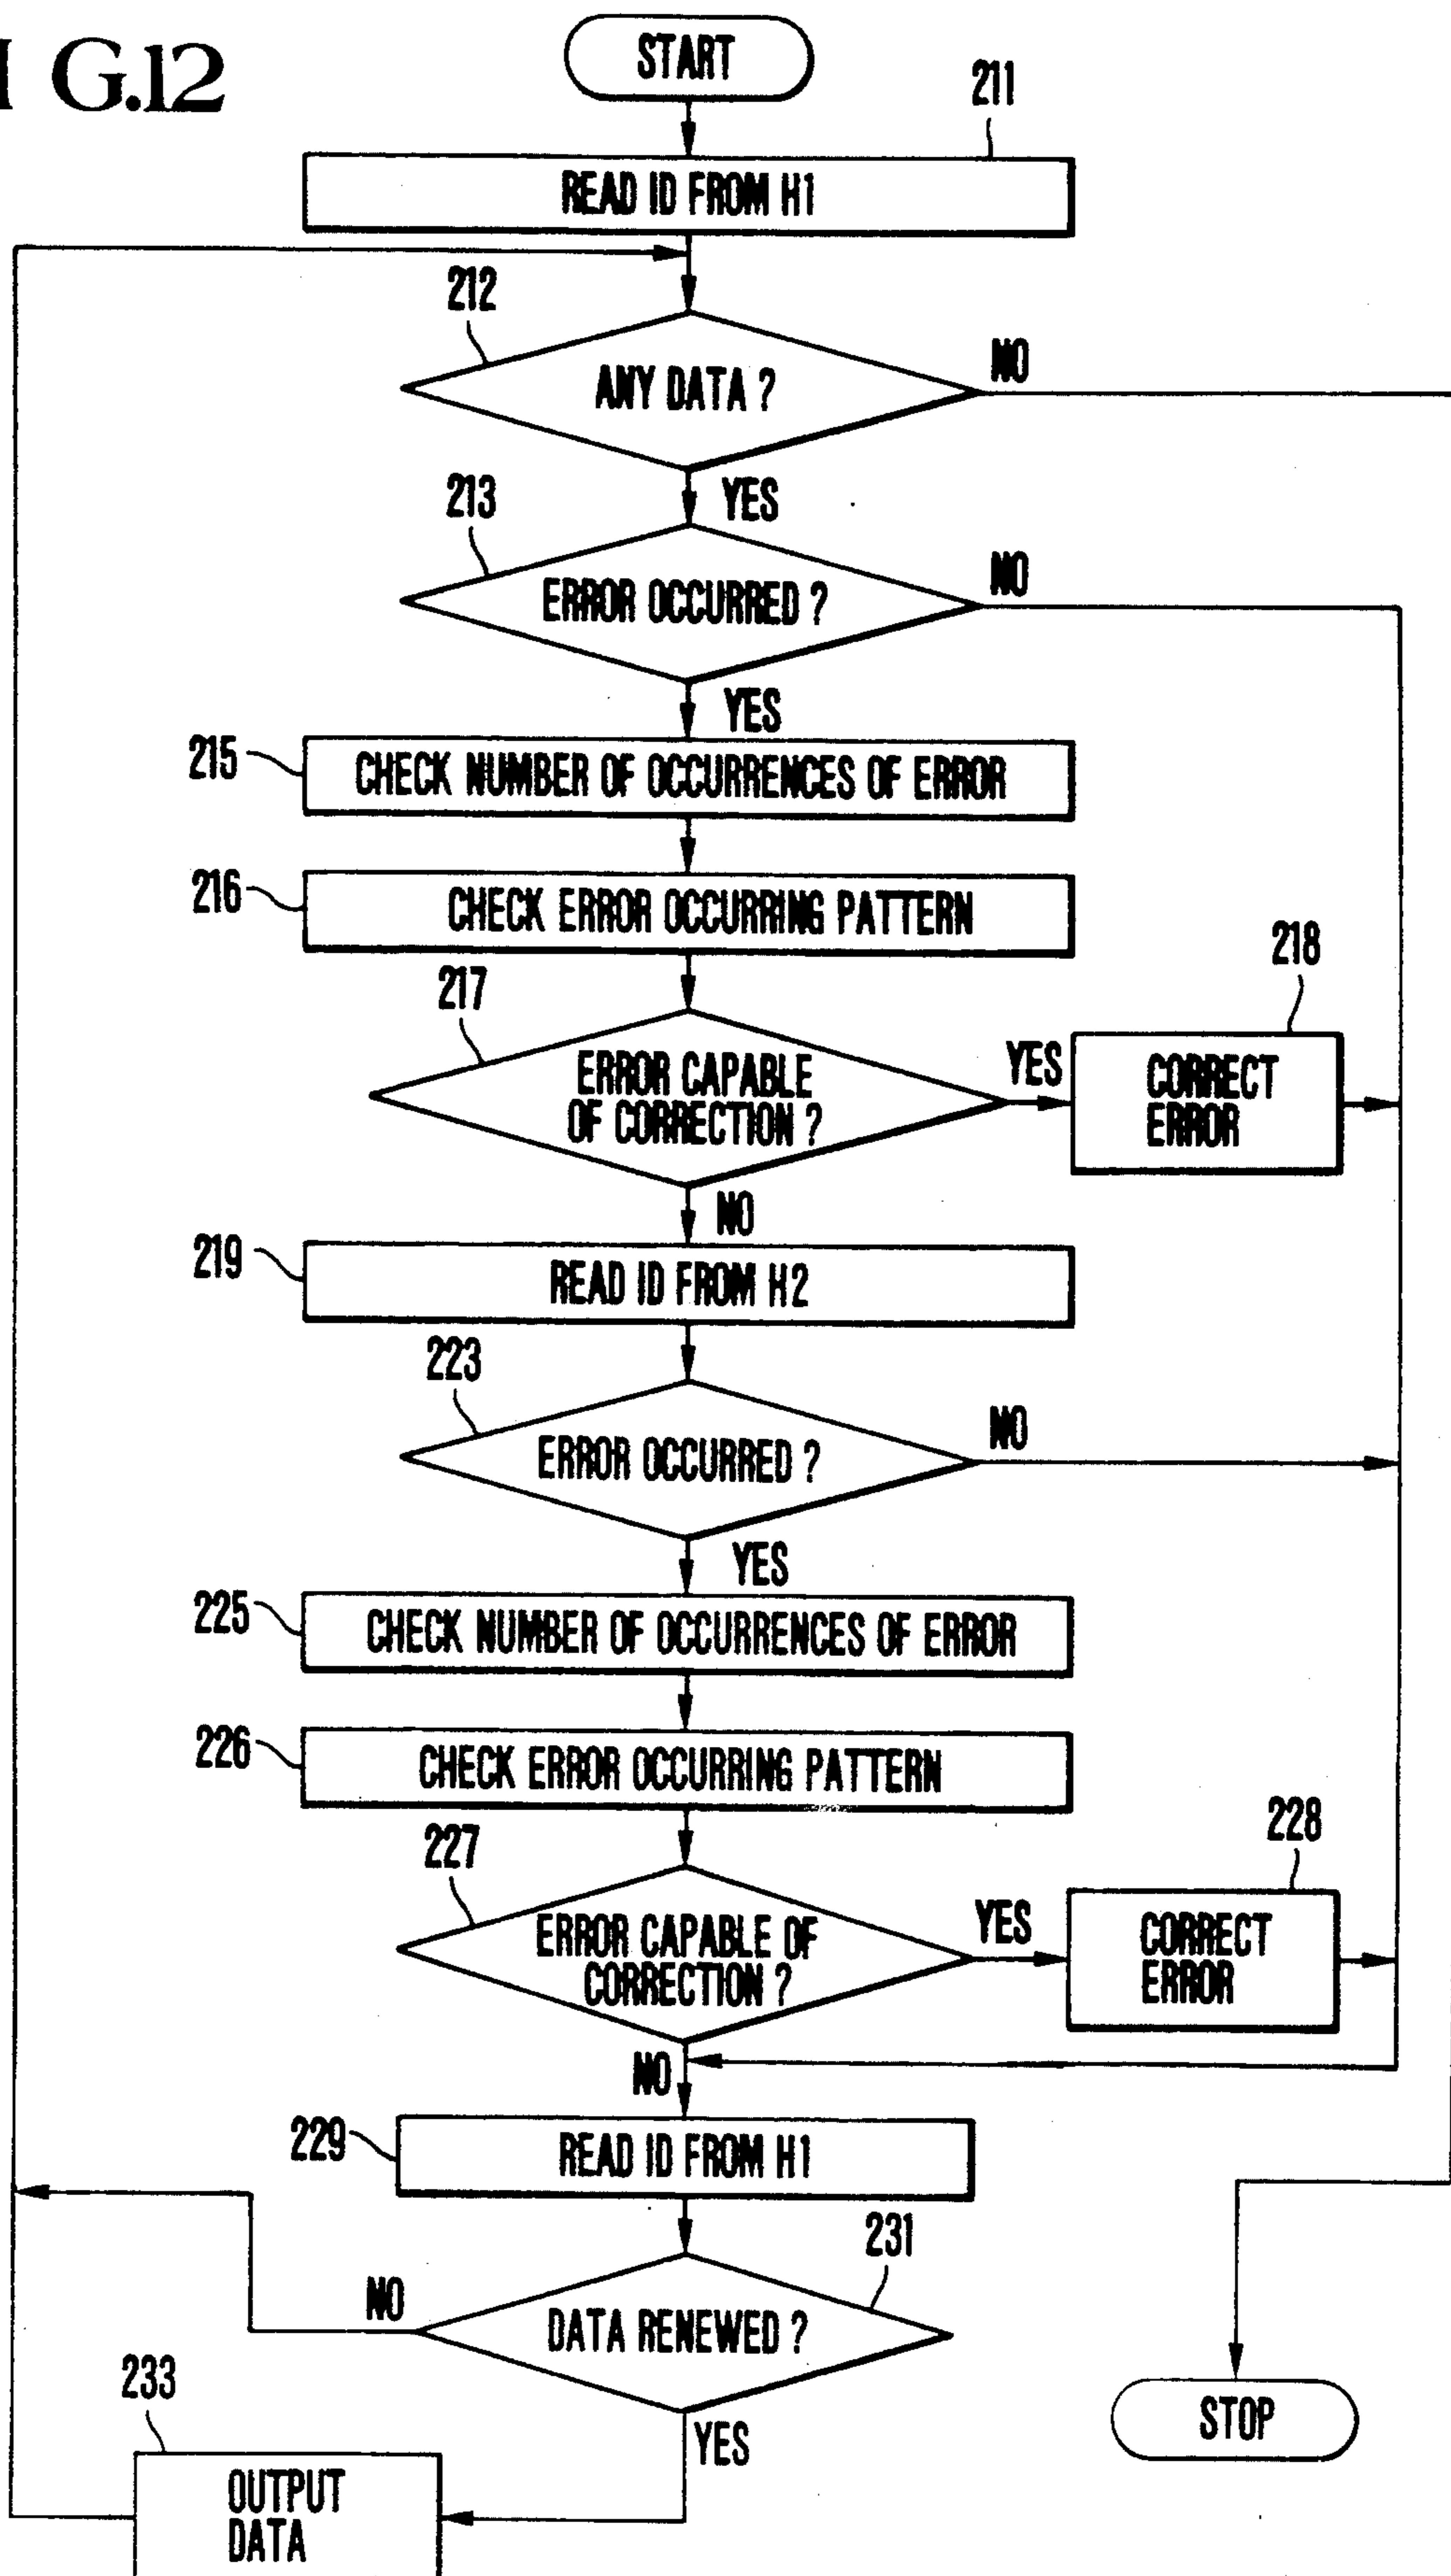 I G.12
START
211
READ ID FROM H1
212
ANY DATA ?
NO
YES
213
ERROR OCCURRED ?
NO
YES
215
CHECK NUMBER OF OCCURRENCES OF ERROR
216
CHECK ERROR OCCURRING PATTERN
217
ERROR CAPABLE
OF CORRECTION ?
YES
218
CORRECT
ERROR
NO
219
READ ID FROM H2
223
ERROR OCCURRED ?
NO
YES
225
CHECK NUMBER OF OCCURRENCES OF ERROR
226
CHECK ERROR OCCURRING PATTERN
227
ERROR CAPABLE OF
CORRECTION ?
YES
228
CORRECT
ERROR
NO
229
READ ID FROM H1
231
DATA RENEWED ?
NO
YES
233
OUTPUT
DATA
STOP